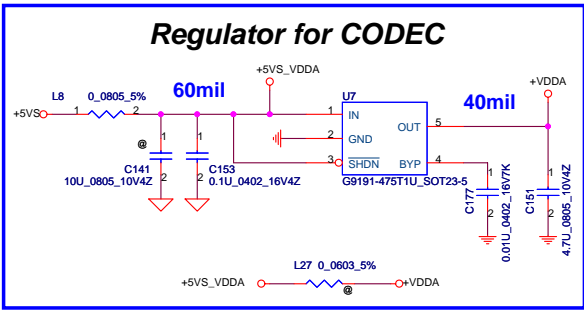 Regulator for CODEC
+5VS_VDDA
+VDDA
L8 0_0805_5%
60mil
U7
40mil
+5VS
1
2
1
IN
OUT
5
2
GND
@
1
1
3
SHDN
BYP
4
1
1
C141
10U_0805_10V4Z
2
C153
0.1U_0402_16V4Z
2
G9191-475T1U_SOT23-5
C177
0.01U_0402_16V7K
2
C151
4.7U_0805_10V4Z
2
L27 0_0603_5%
+5VS_VDDA
+VDDA
@